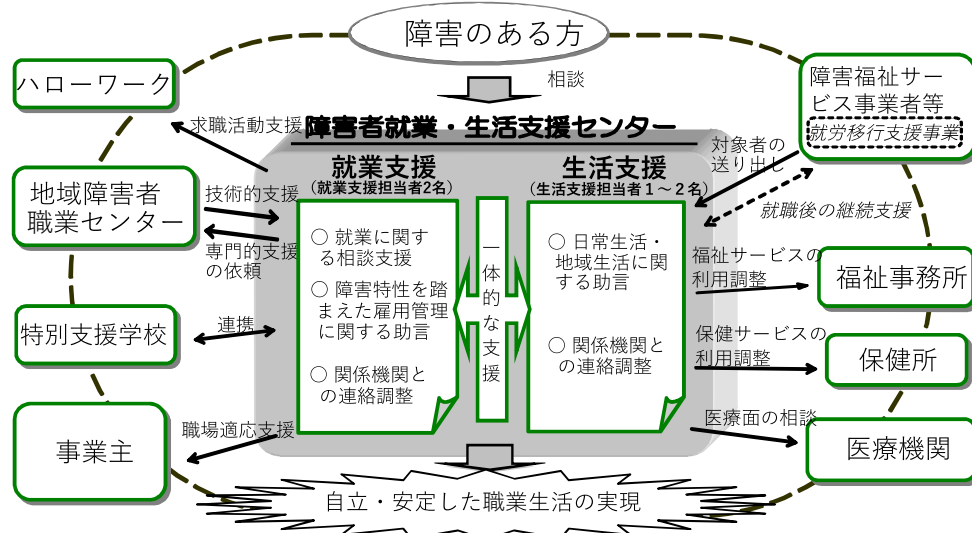 障害のある方
相談
ハローワーク
求職活動支援
障害者就業・生活支援センター
障害福祉サー
ビス事業者等
就労移行支援事業
対象者の
送り出し
就業支援
(就業支援担当者2名)
生活支援
(生活支援担当者1～2名)
地域障害者
職業センター
技術的支援
専門的支援
の依頼
就職後の継続支援
○ 就業に関す
る相談支援
○ 障害特性を踏
まえた雇用管理
に関する助言
○ 関係機関と
の連絡調整
一体的な支援
○ 日常生活・
地域生活に関
する助言
○ 関係機関と
の連絡調整
福祉サービスの
利用調整
福祉事務所
特別支援学校
連携
保健サービスの
利用調整
保健所
事業主
職場適応支援
医療面の相談
医療機関
自立・安定した職業生活の実現